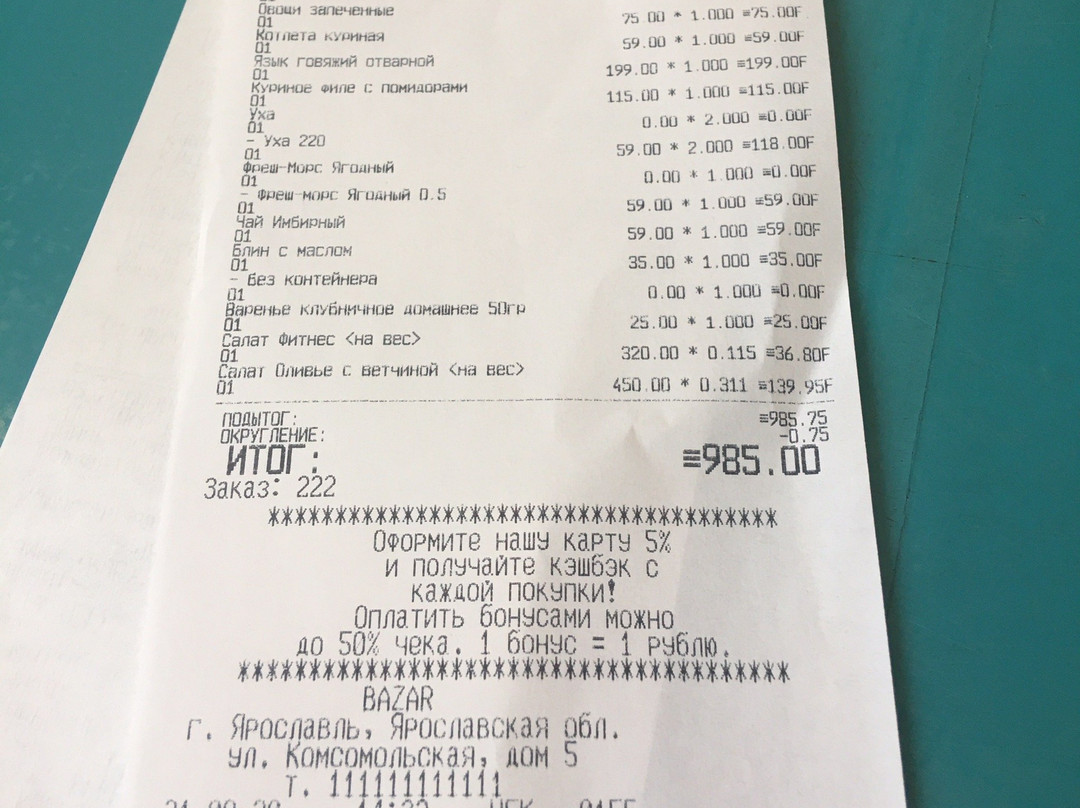 Овощи запеченные 75.00 * 1.000 ≡75.00F
01
Котлета куриная 59.00 * 1.000 ≡59.00F
01
Язык говяжий отварной 199.00 * 1.000 ≡199.00F
01
Куриное филе с помидорами 115.00 * 1.000 ≡115.00F
01
Уха 0.00 * 2.000 ≡0.00F
01
- Уха 220 59.00 * 2.000 ≡118.00F
01
Фреш-Морс Ягодный 0.00 * 1.000 ≡0.00F
01
- Фреш-морс Ягодный 0.5 59.00 * 1.000 ≡59.00F
01
Чай Имбирный 59.00 * 1.000 ≡59.00F
01
Блин с маслом 35.00 * 1.000 ≡35.00F
01
- Без контейнера 0.00 * 1.000 ≡0.00F
01
Варенье клубничное домашнее 50гр 25.00 * 1.000 ≡25.00F
01
Салат Фитнес <на вес> 320.00 * 0.115 ≡36.80F
01
Салат Оливье с ветчиной <на вес> 450.00 * 0.311 ≡139.95F
01
ПОДЫТОГ: ≡985.75
ОКРУГЛЕНИЕ: -0.75
ИТОГ: ≡985.00
Заказ: 222
**************************************
Оформите нашу карту 5%
и получайте кэшбэк с
каждой покупки!
Оплатить бонусами можно
до 50% чека. 1 бонус = 1 рублю.
**************************************
BAZAR
г. Ярославль, Ярославская обл.
ул. Комсомольская, дом 5
т. 111111111111